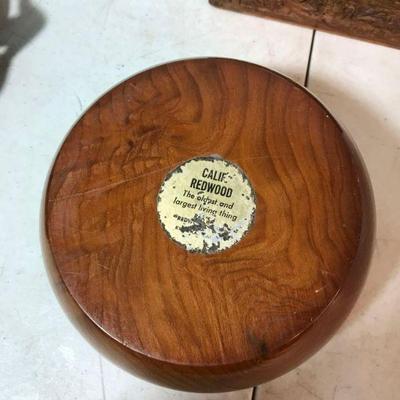 CALIF.
REDWOOD
The oldest and
largest living thing